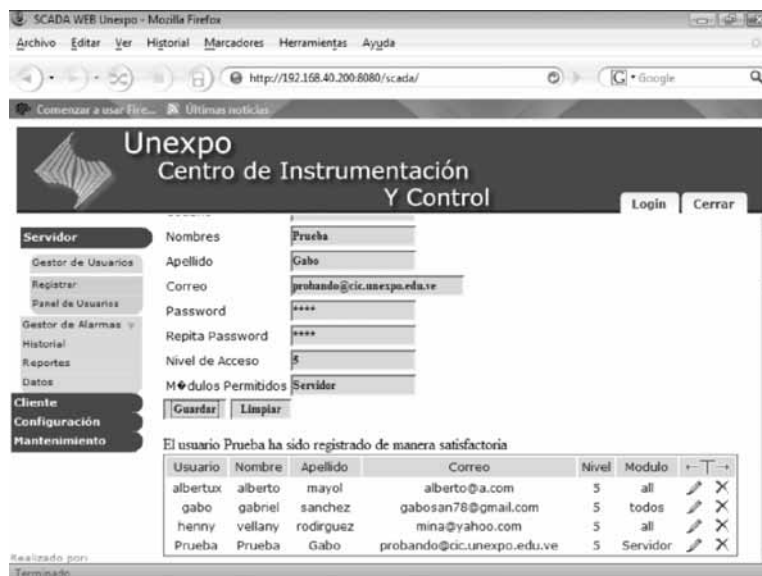 SCADA WEB Unexpo - Mozilla Firefox
Archivo Editar Ver Historial Marcadores Herramientas Ayuda
http://192.168.40.200:8080/scada/ G Google
Comenzar a usar Fire... Últimas noticias
Unexpo
Centro de Instrumentación
Y Control
Login Cerrar
Servidor
Gestor de Usuarios
Registrar
Panel de Usuarios
Gestor de Alarmas
Historial
Reportes
Datos
Cliente
Configuración
Mantenimiento
Nombres Prueba
Apellido Gabo
Correo probando@cic.unexpo.edu.ve
Password ****
Repita Password ****
Nivel de Acceso 5
M�dulos Permitidos Servidor
Guardar Limpiar
El usuario Prueba ha sido registrado de manera satisfactoria
Usuario Nombre Apellido Correo Nivel Modulo ←T→
albertux alberto mayol alberto@a.com 5 all
gabo gabriel sanchez gabosan78@gmail.com 5 todos
henny vellany rodirguez mina@yahoo.com 5 all
Prueba Prueba Gabo probando@cic.unexpo.edu.ve 5 Servidor
Realizado por:
Terminado